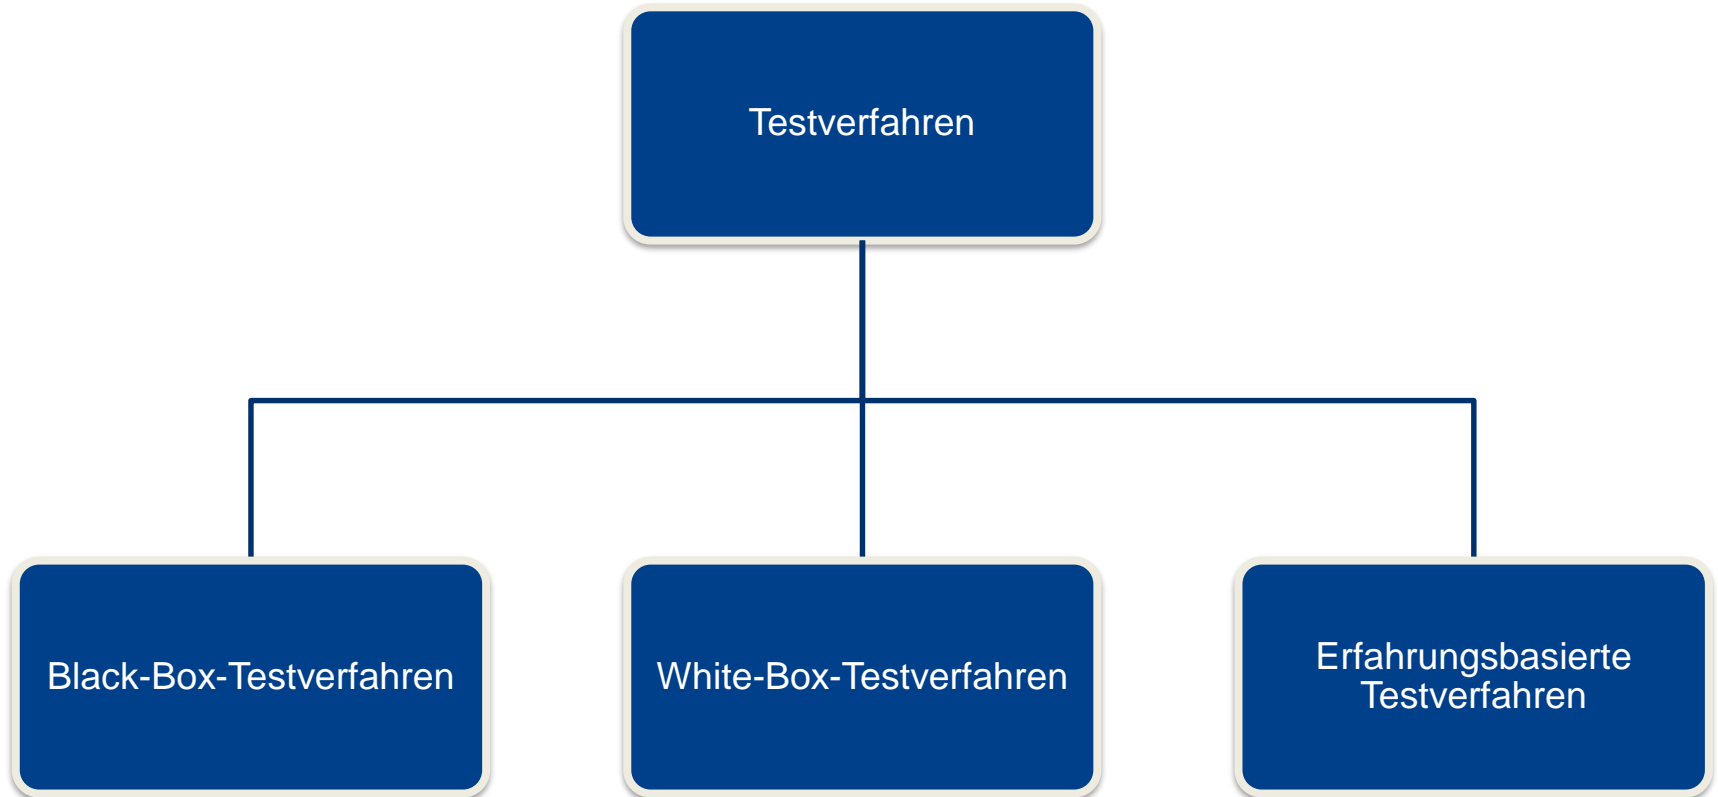 Testverfahren
Black-Box-Testverfahren
White-Box-Testverfahren
Erfahrungsbasierte
Testverfahren